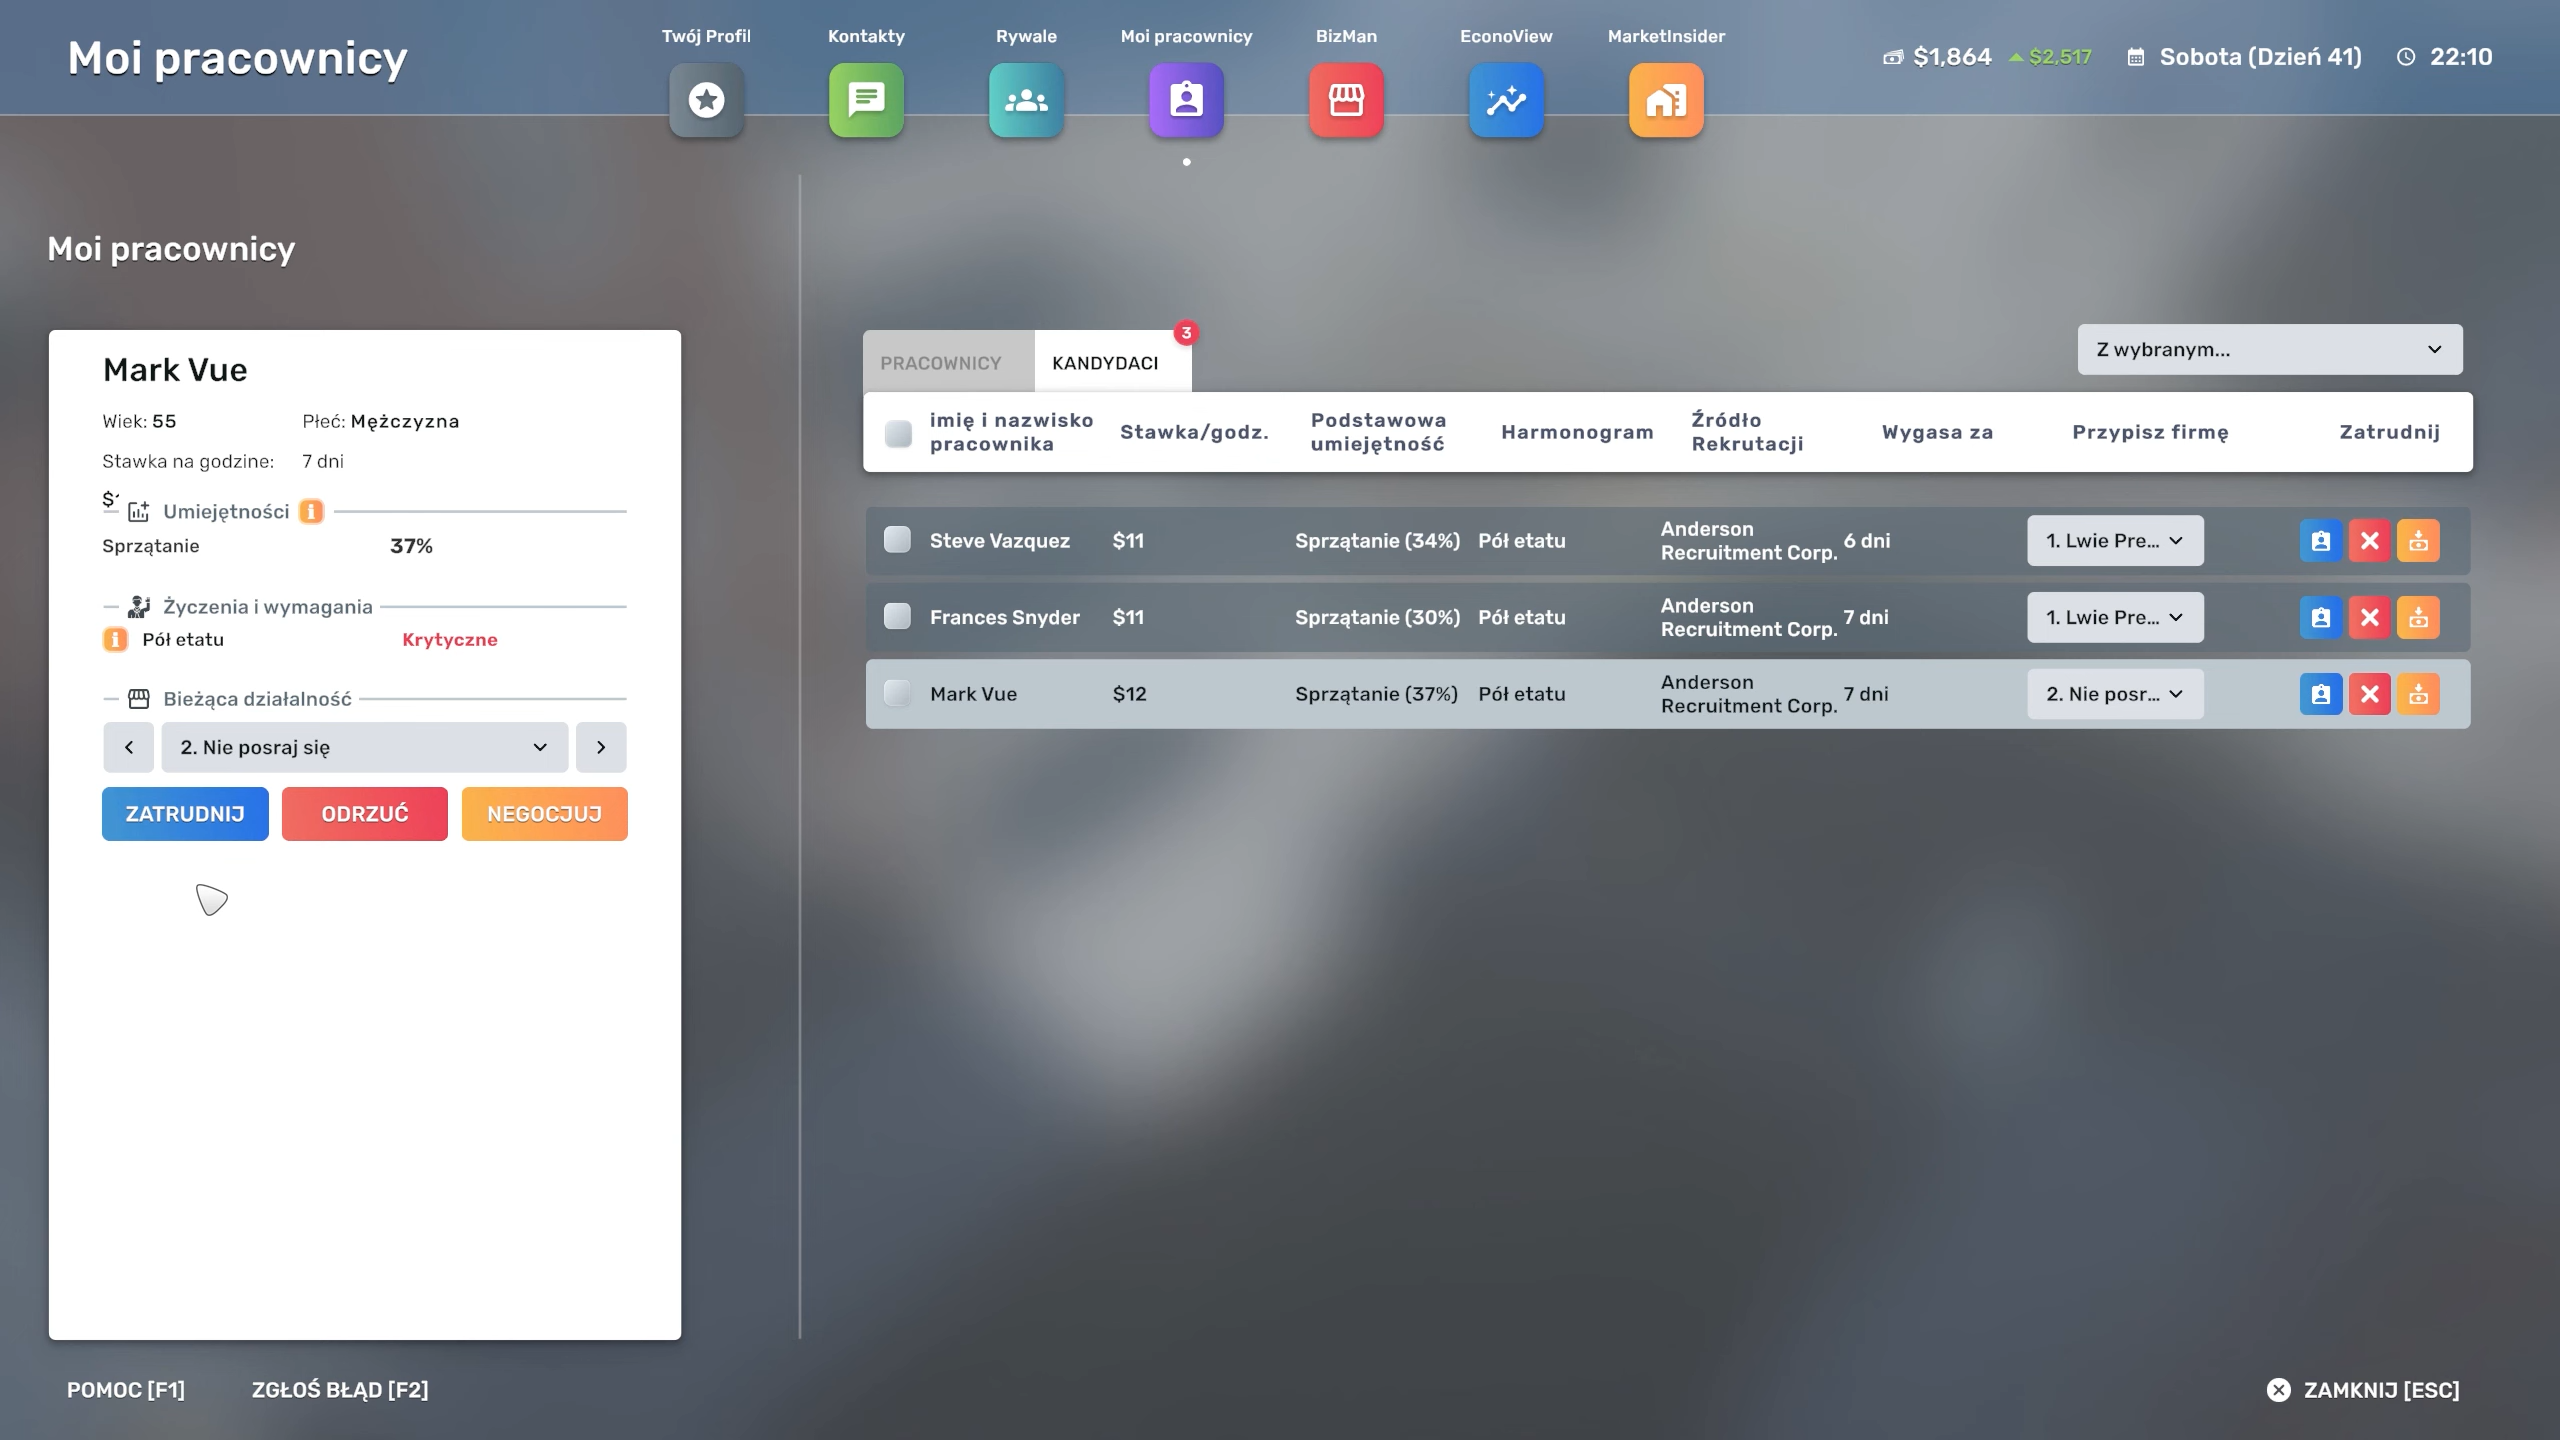 Moi pracownicy
Twój Profil
Kontakty
Rywale
Moi pracownicy
BizMan
EconoView
MarketInsider
$1,864
$2,517
Sobota (Dzień 41)
22:10
Moi pracownicy
Mark Vue
Wiek: 55
Płeć: Mężczyzna
Stawka na godzine:
7 dni
Umiejętności
Sprzątanie
37%
Życzenia i wymagania
Pół etatu
Krytyczne
Bieżąca działalność
2. Nie posraj się
ZATRUDNIJ
ODRZUĆ
NEGOCJUJ
PRACOWNICY
KANDYDACI
3
Z wybranym...
imię i nazwisko
pracownika
Stawka/godz.
Podstawowa
umiejętność
Harmonogram
Źródło
Rekrutacji
Wygasa za
Przypisz firmę
Zatrudnij
Steve Vazquez
$11
Sprzątanie (34%)
Pół etatu
Anderson
Recruitment Corp.
6 dni
1. Lwie Pre...
Frances Snyder
$11
Sprzątanie (30%)
Pół etatu
Anderson
Recruitment Corp.
7 dni
1. Lwie Pre...
Mark Vue
$12
Sprzątanie (37%)
Pół etatu
Anderson
Recruitment Corp.
7 dni
2. Nie posr...
POMOC [F1]
ZGŁOŚ BŁĄD [F2]
ZAMKNIJ [ESC]